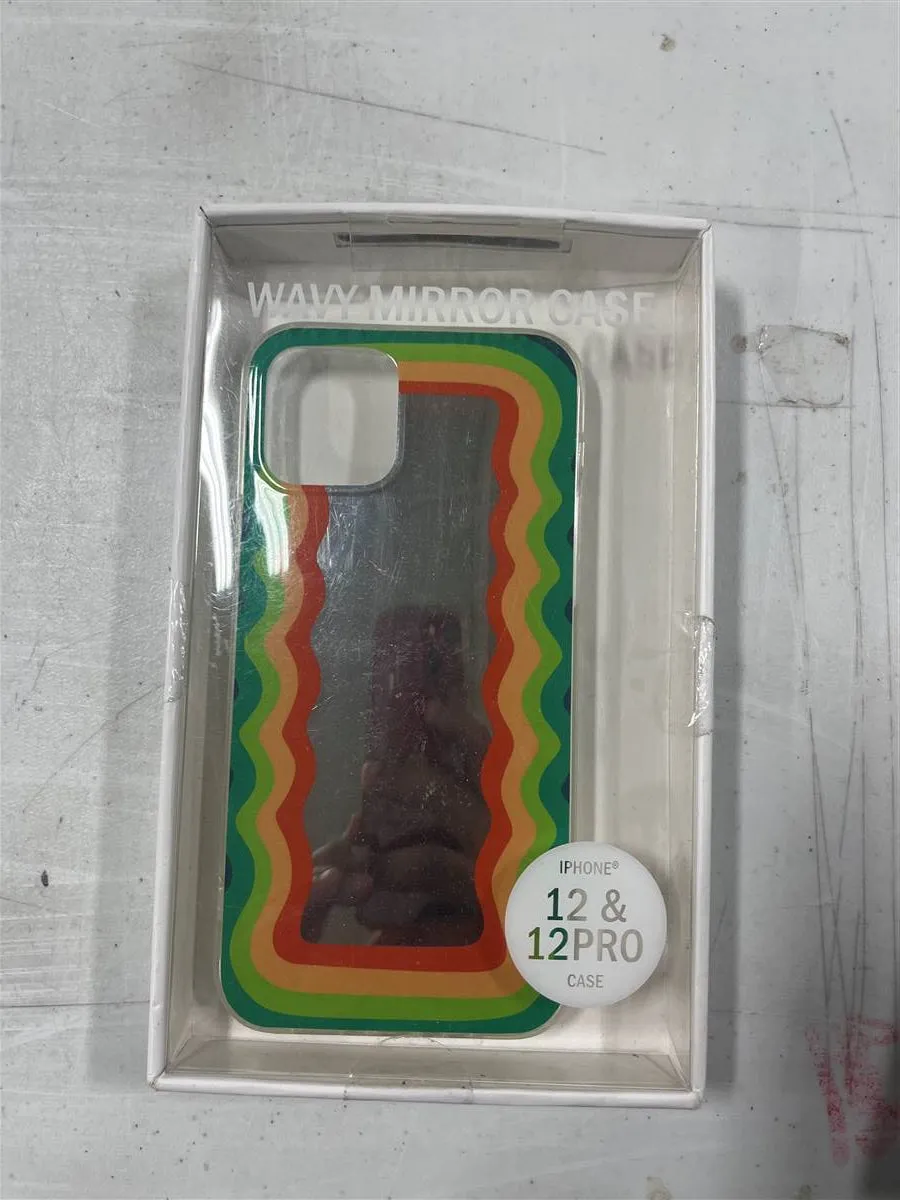 WAVY MIRROR CASE
IPHONE®
12 &
12PRO
CASE